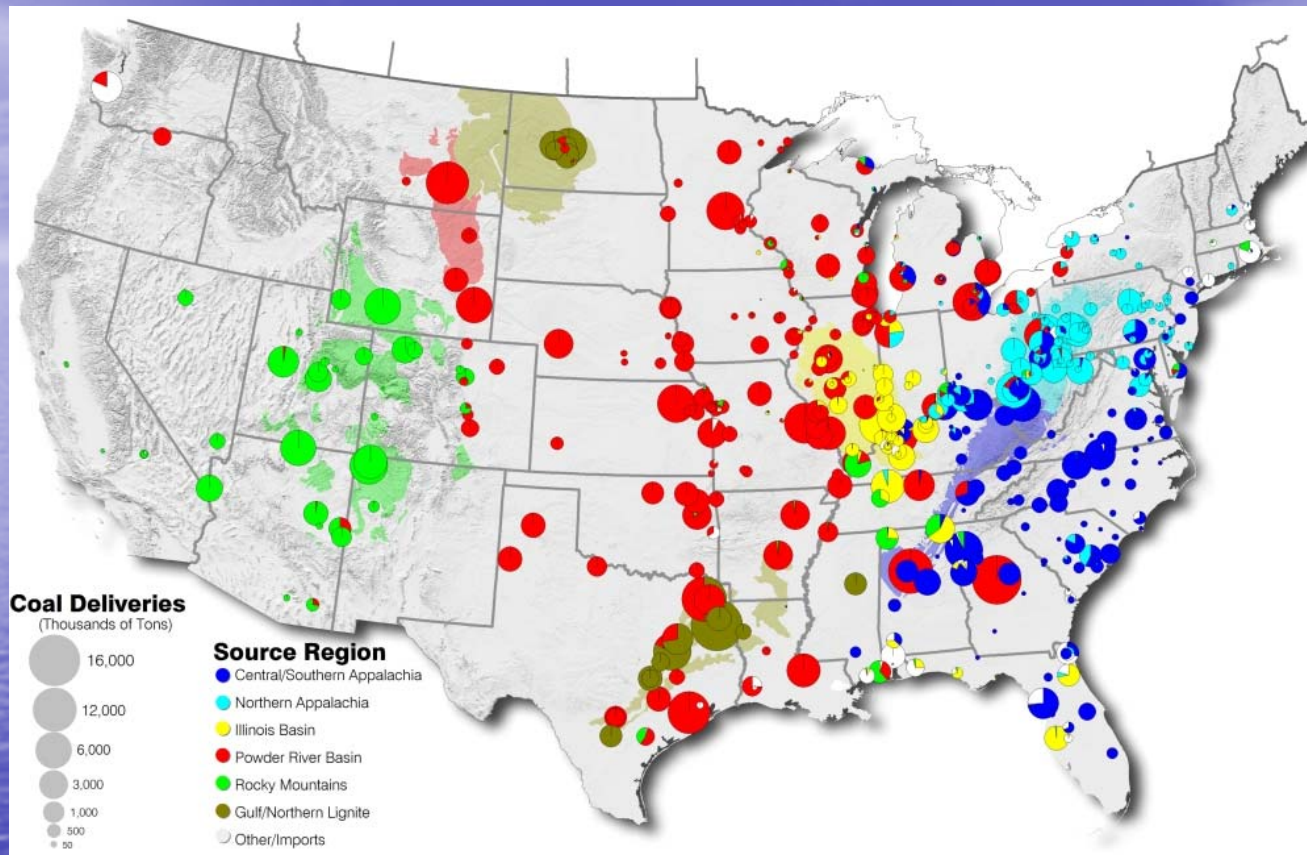 Coal Deliveries
(Thousands of Tons)
16,000
12,000
6,000
3,000
1,000
500
50
Source Region
Central/Southern Appalachia
Northern Appalachia
Illinois Basin
Powder River Basin
Rocky Mountains
Gulf/Northern Lignite
Other/Imports